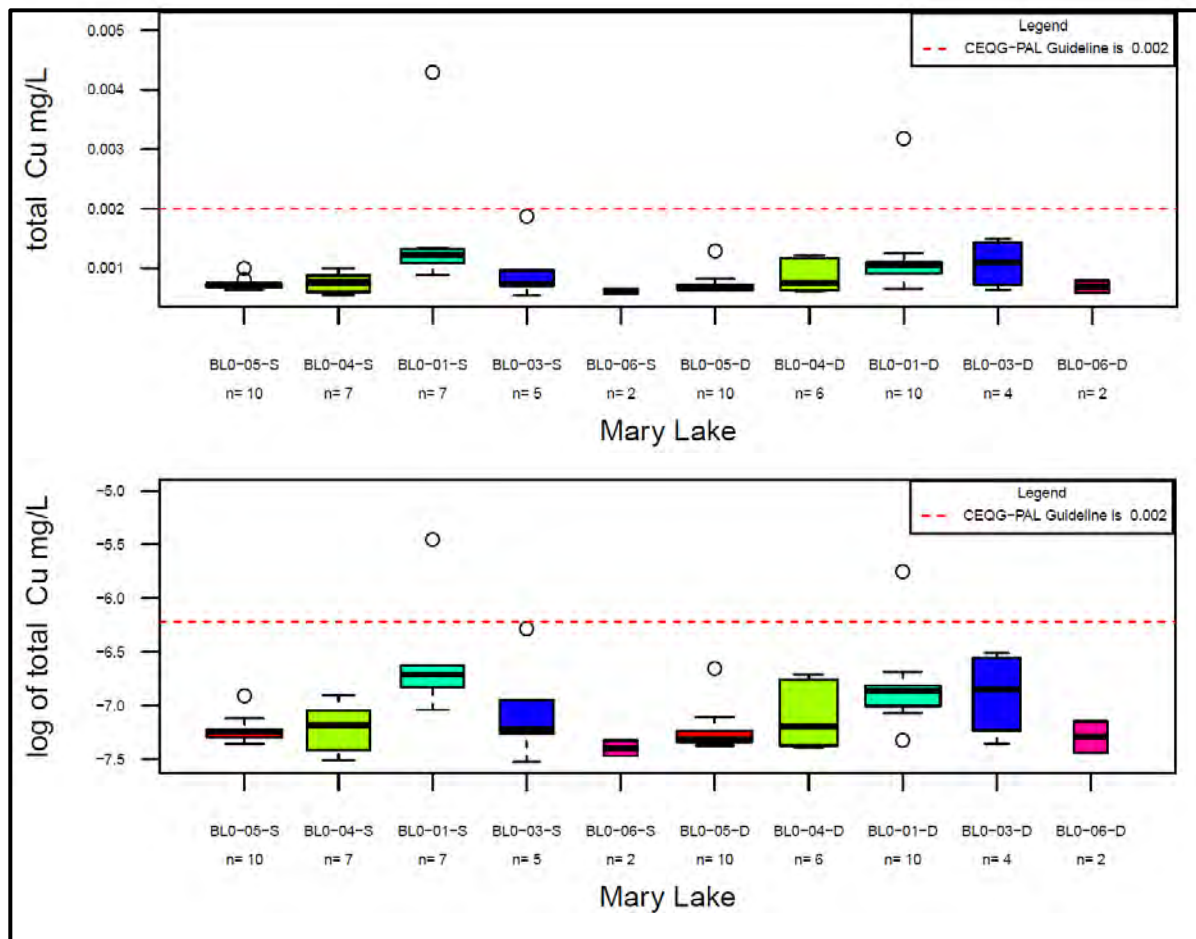 Legend
CEQG-PAL Guideline is 0.002
total Cu mg/L
0.005
0.004
0.003
0.002
0.001
BL0-05-S BL0-04-S BL0-01-S BL0-03-S BL0-06-S BL0-05-D BL0-04-D BL0-01-D BL0-03-D BL0-06-D
n= 10 n= 7 n= 7 n= 5 n= 2 n= 10 n= 6 n= 10 n= 4 n= 2
Mary Lake
Legend
CEQG-PAL Guideline is 0.002
log of total Cu mg/L
-5.0
-5.5
-6.0
-6.5
-7.0
-7.5
BL0-05-S BL0-04-S BL0-01-S BL0-03-S BL0-06-S BL0-05-D BL0-04-D BL0-01-D BL0-03-D BL0-06-D
n= 10 n= 7 n= 7 n= 5 n= 2 n= 10 n= 6 n= 10 n= 4 n= 2
Mary Lake